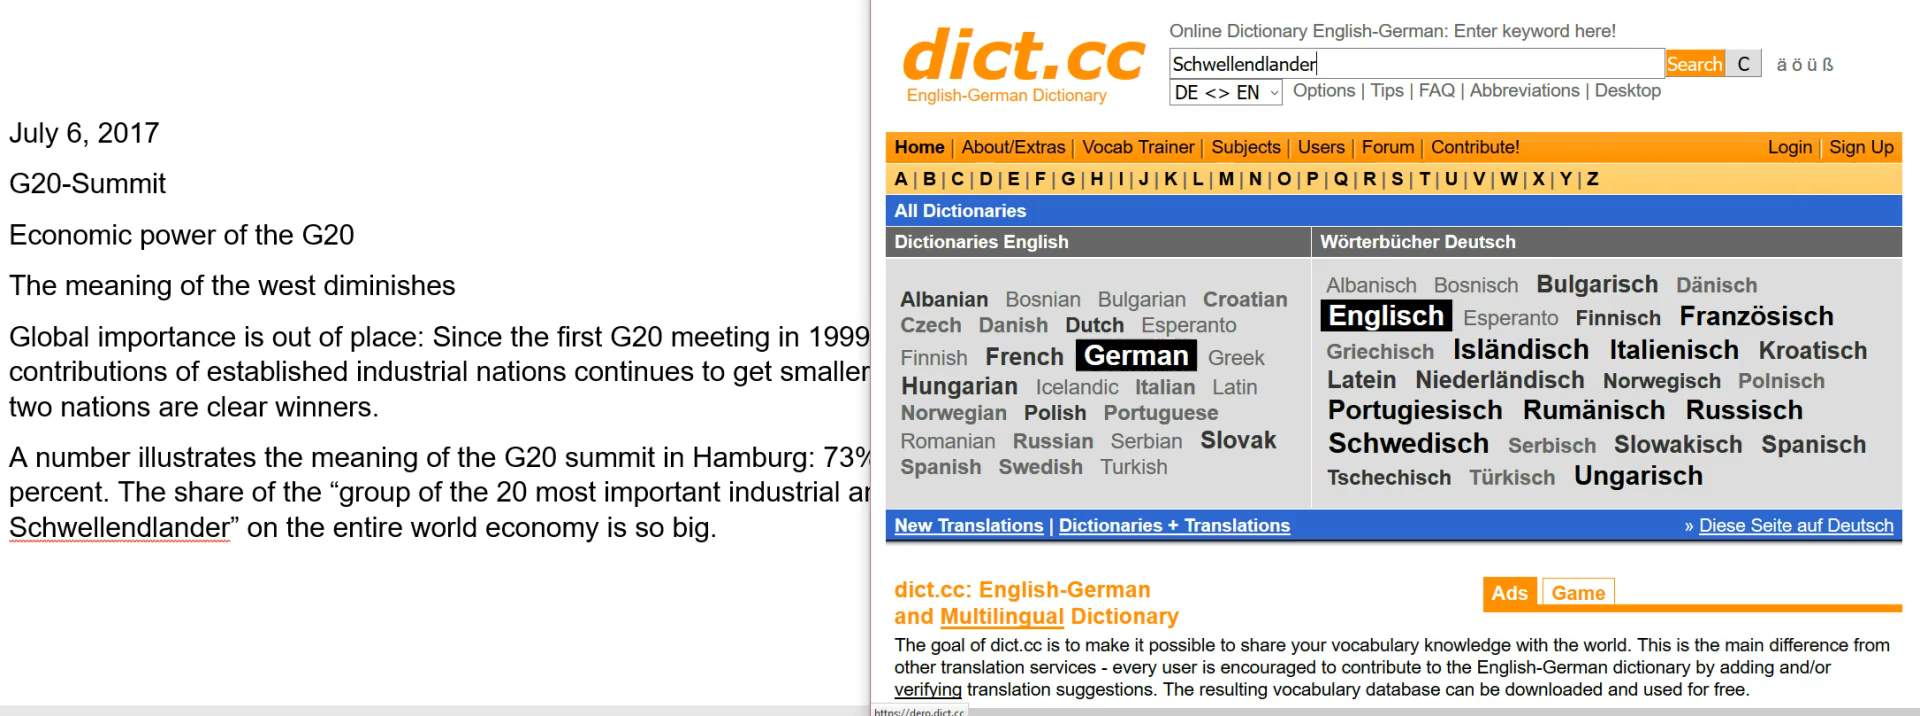 July 6, 2017
G20-Summit
Economic power of the G20
The meaning of the west diminishes
Global importance is out of place: Since the first G20 meeting in 1999
contributions of established industrial nations continues to get smaller
two nations are clear winners.
A number illustrates the meaning of the G20 summit in Hamburg: 73%
percent. The share of the “group of the 20 most important industrial
Schwellendlander” on the entire world economy is so big.
dict.cc
English-German Dictionary
Online Dictionary English-German: Enter keyword here!
Schwellendlander Search C ä ö ü ß
DE <> EN Options | Tips | FAQ | Abbreviations | Desktop
Home | About/Extras | Vocab Trainer | Subjects | Users | Forum | Contribute! Login | Sign Up
A | B | C | D | E | F | G | H | I | J | K | L | M | N | O | P | Q | R | S | T | U | V | W | X | Y | Z
All Dictionaries
Dictionaries English
Albanian Bosnian Bulgarian Croatian
Czech Danish Dutch Esperanto
Finnish French German Greek
Hungarian Icelandic Italian Latin
Norwegian Polish Portuguese
Romanian Russian Serbian Slovak
Spanish Swedish Turkish
Wörterbücher Deutsch
Albanisch Bosnisch Bulgarisch Dänisch
Englisch Esperanto Finnisch Französisch
Griechisch Isländisch Italienisch Kroatisch
Latein Niederländisch Norwegisch Polnisch
Portugiesisch Rumänisch Russisch
Schwedisch Serbisch Slowakisch Spanisch
Tschechisch Türkisch Ungarisch
New Translations | Dictionaries + Translations » Diese Seite auf Deutsch
dict.cc: English-German
and Multilingual Dictionary
Ads Game
The goal of dict.cc is to make it possible to share your vocabulary knowledge with the world. This is the main difference from
other translation services - every user is encouraged to contribute to the English-German dictionary by adding and/or
verifying translation suggestions. The resulting vocabulary database can be downloaded and used for free.
https://dero.dict.cc